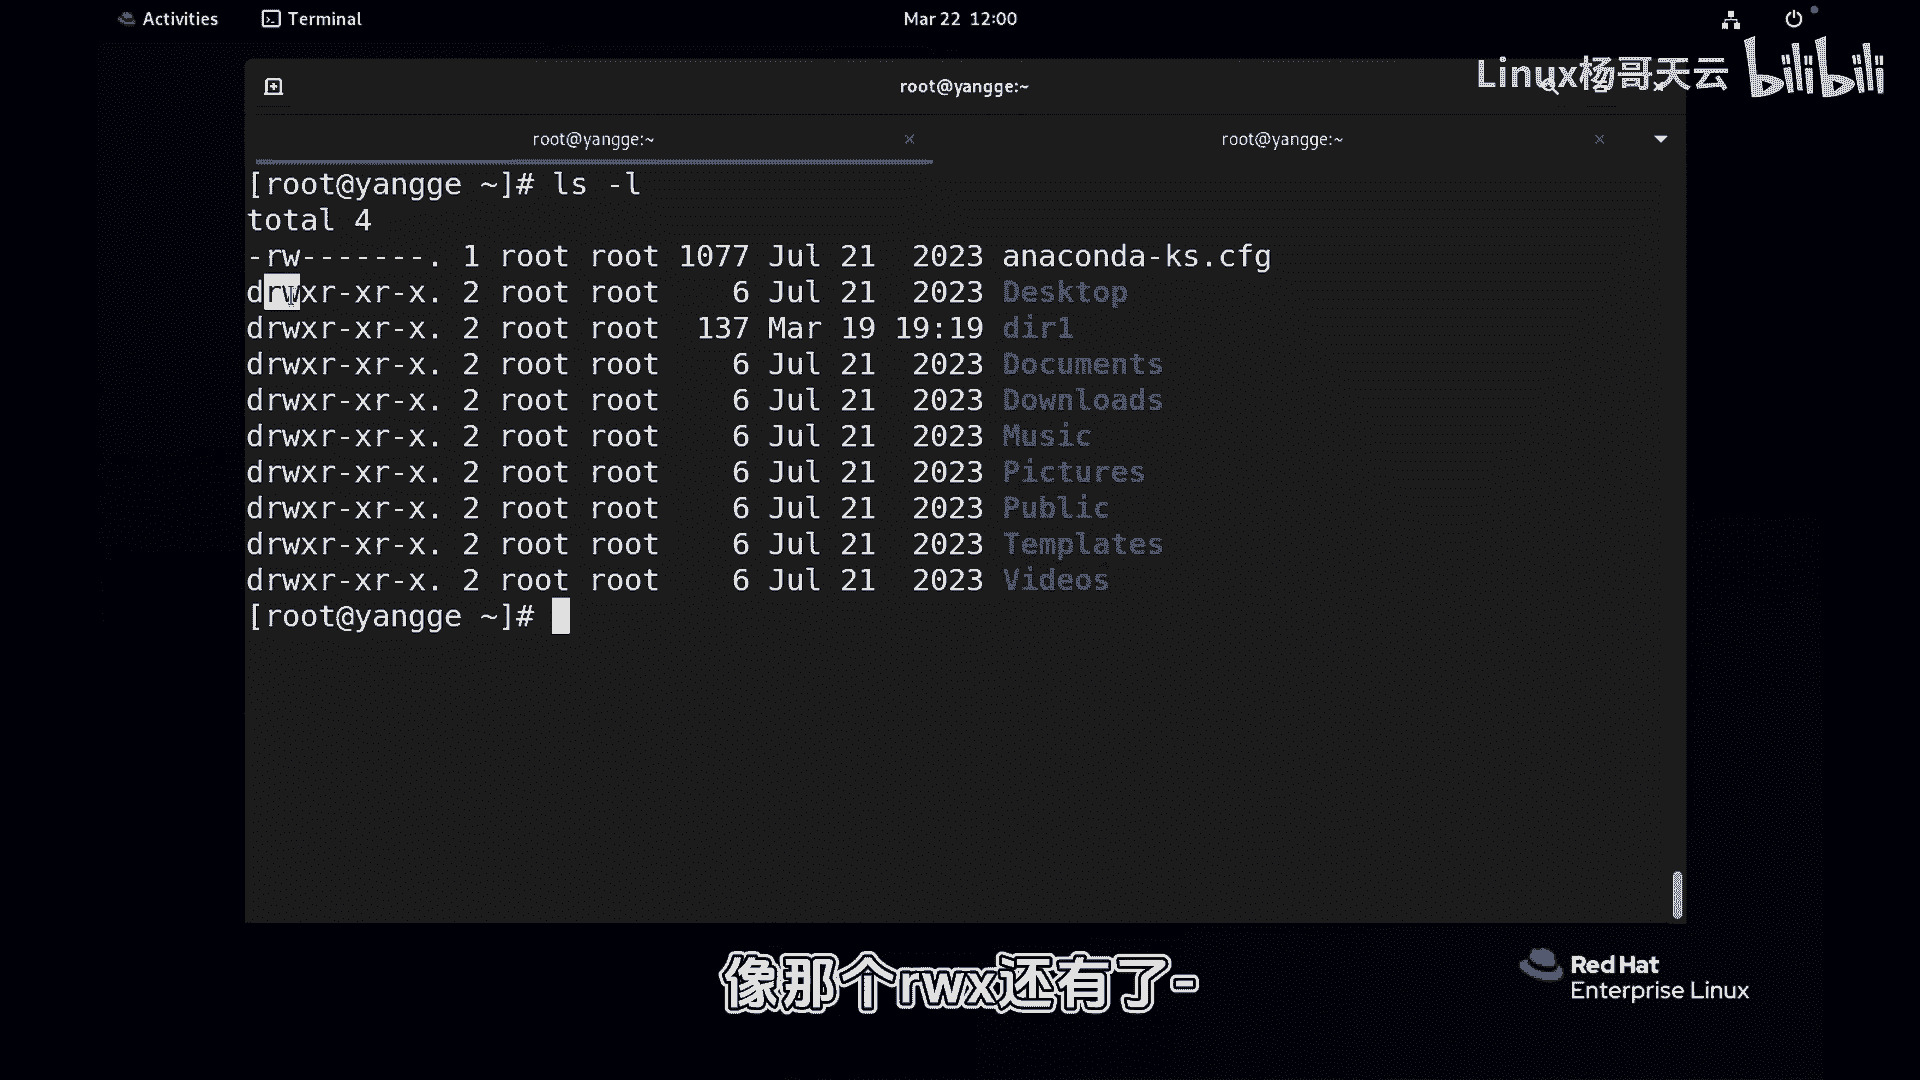 Activities Terminal Mar 22 12:00
Linux杨哥天云 bilibili
root@yangge:~
root@yangge:~ × root@yangge:~ ×
[root@yangge ~]# ls -l
total 4
-rw-------. 1 root root 1077 Jul 21  2023 anaconda-ks.cfg
drwxr-xr-x. 2 root root    6 Jul 21  2023 Desktop
drwxr-xr-x. 2 root root  137 Mar 19 19:19 dir1
drwxr-xr-x. 2 root root    6 Jul 21  2023 Documents
drwxr-xr-x. 2 root root    6 Jul 21  2023 Downloads
drwxr-xr-x. 2 root root    6 Jul 21  2023 Music
drwxr-xr-x. 2 root root    6 Jul 21  2023 Pictures
drwxr-xr-x. 2 root root    6 Jul 21  2023 Public
drwxr-xr-x. 2 root root    6 Jul 21  2023 Templates
drwxr-xr-x. 2 root root    6 Jul 21  2023 Videos
[root@yangge ~]#
像那个rwx还有了-
Red Hat
Enterprise Linux